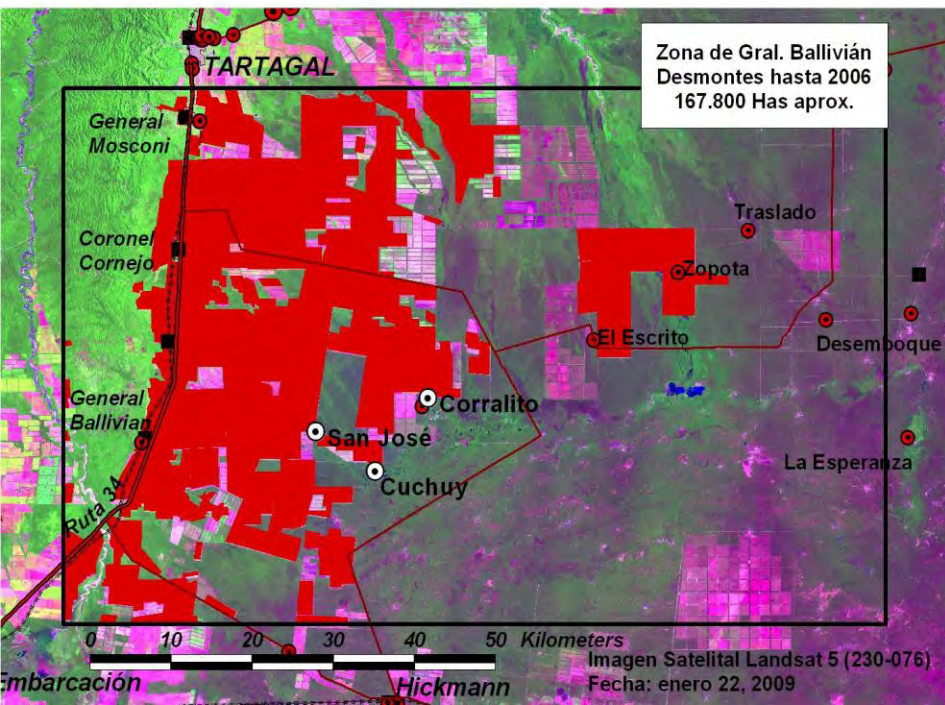 Zona de Gral. Ballivián
Desmontes hasta 2006
167.800 Has aprox.
TARTAGAL
General
Mosconi
Coronel
Cornejo
Traslado
Zopota
El Escrito
Desemboque
General
Ballivian
Corralito
San José
Cuchuy
La Esperanza
Ruta 34
0 10 20 30 40 50 Kilometers
Imagen Satelital Landsat 5 (230-076)
Fecha: enero 22, 2009
Embarcación
Hickmann